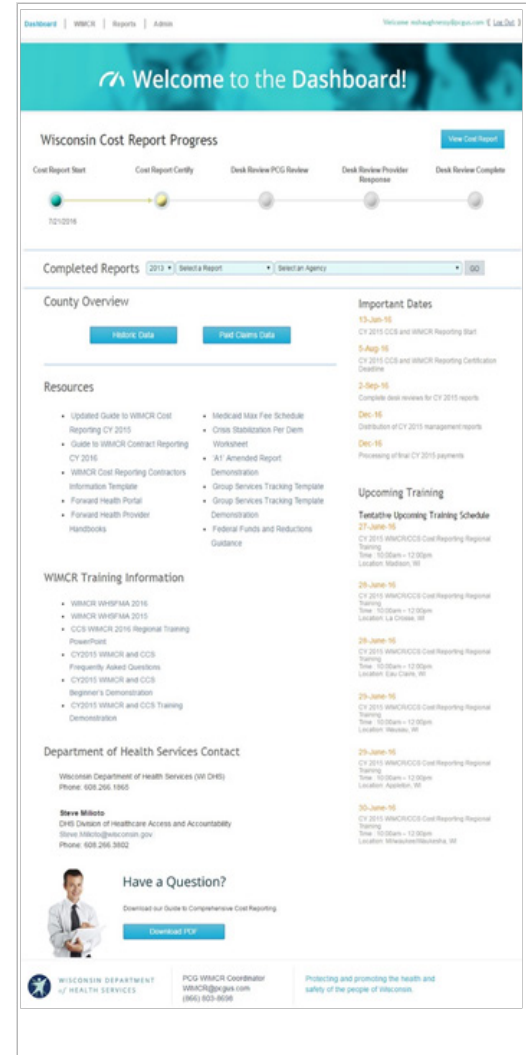 Dashboard | WIMCR | Reports | Admin
Welcome [ Log Out ]
Welcome to the Dashboard!
Wisconsin Cost Report Progress
View Cost Report
Cost Report Start
Cost Report Certify
Desk Review PCG Review
Desk Review Provider
Response
Desk Review Complete
7/21/2016
Completed Reports 2013 Select a Report Select an Agency GO
County Overview
Historic Data
Paid Claims Data
Resources
• Updated Guide to WIMCR Cost
Reporting CY 2015
• Guide to WIMCR Contract Reporting
CY 2016
• WIMCR Cost Reporting Contractors
Information Template
• Forward Health Portal
• Forward Health Provider
Handbooks
• Medicaid Max Fee Schedule
• Crisis Stabilization Per Diem
Worksheet
• 'A1' Amended Report
Demonstration
• Group Services Tracking Template
• Group Services Tracking Template
Demonstration
• Federal Funds and Reductions
Guidance
WIMCR Training Information
• WIMCR WHSFMA 2016
• WIMCR WHSFMA 2015
• CCS WIMCR 2016 Regional Training
PowerPoint
• CY2015 WIMCR and CCS
Frequently Asked Questions
• CY2015 WIMCR and CCS
Beginner's Demonstration
• CY2015 WIMCR and CCS Training
Demonstration
Department of Health Services Contact
Wisconsin Department of Health Services (WI DHS)
Phone: 608.266.1865
Steve Milioto
DHS Division of Healthcare Access and Accountability
Steve.Milioto@wisconsin.gov
Phone: 608.266.3802
Important Dates
13-Jun-16
CY 2015 CCS and WIMCR Reporting Start
5-Aug-16
CY 2015 CCS and WIMCR Reporting Certification
Deadline
2-Sep-16
Complete desk reviews for CY 2015 reports
Dec-16
Distribution of CY 2015 management reports
Dec-16
Processing of final CY 2015 payments
Upcoming Training
Tentative Upcoming Training Schedule
27-June-16
CY 2015 WIMCR/CCS Cost Reporting Regional
Training
Time : 10:00am – 12:00pm
Location: Madison, WI
28-June-16
CY 2015 WIMCR/CCS Cost Reporting Regional
Training
Time : 10:00am – 12:00pm
Location: La Crosse, WI
28-June-16
CY 2015 WIMCR/CCS Cost Reporting Regional
Training
Time : 10:00am – 12:00pm
Location: Eau Claire, WI
29-June-16
CY 2015 WIMCR/CCS Cost Reporting Regional
Training
Time : 10:00am – 12:00pm
Location: Wausau, WI
29-June-16
CY 2015 WIMCR/CCS Cost Reporting Regional
Training
Time : 10:00am – 12:00pm
Location: Appleton, WI
30-June-16
CY 2015 WIMCR/CCS Cost Reporting Regional
Training
Time : 10:00am – 12:00pm
Location: Milwaukee/Waukesha, WI
Have a Question?
Download our Guide to Comprehensive Cost Reporting.
Download PDF
WISCONSIN DEPARTMENT
of HEALTH SERVICES
PCG WIMCR Coordinator
WIMCR@pcgus.com
(866) 803-8698
Protecting and promoting the health and
safety of the people of Wisconsin.